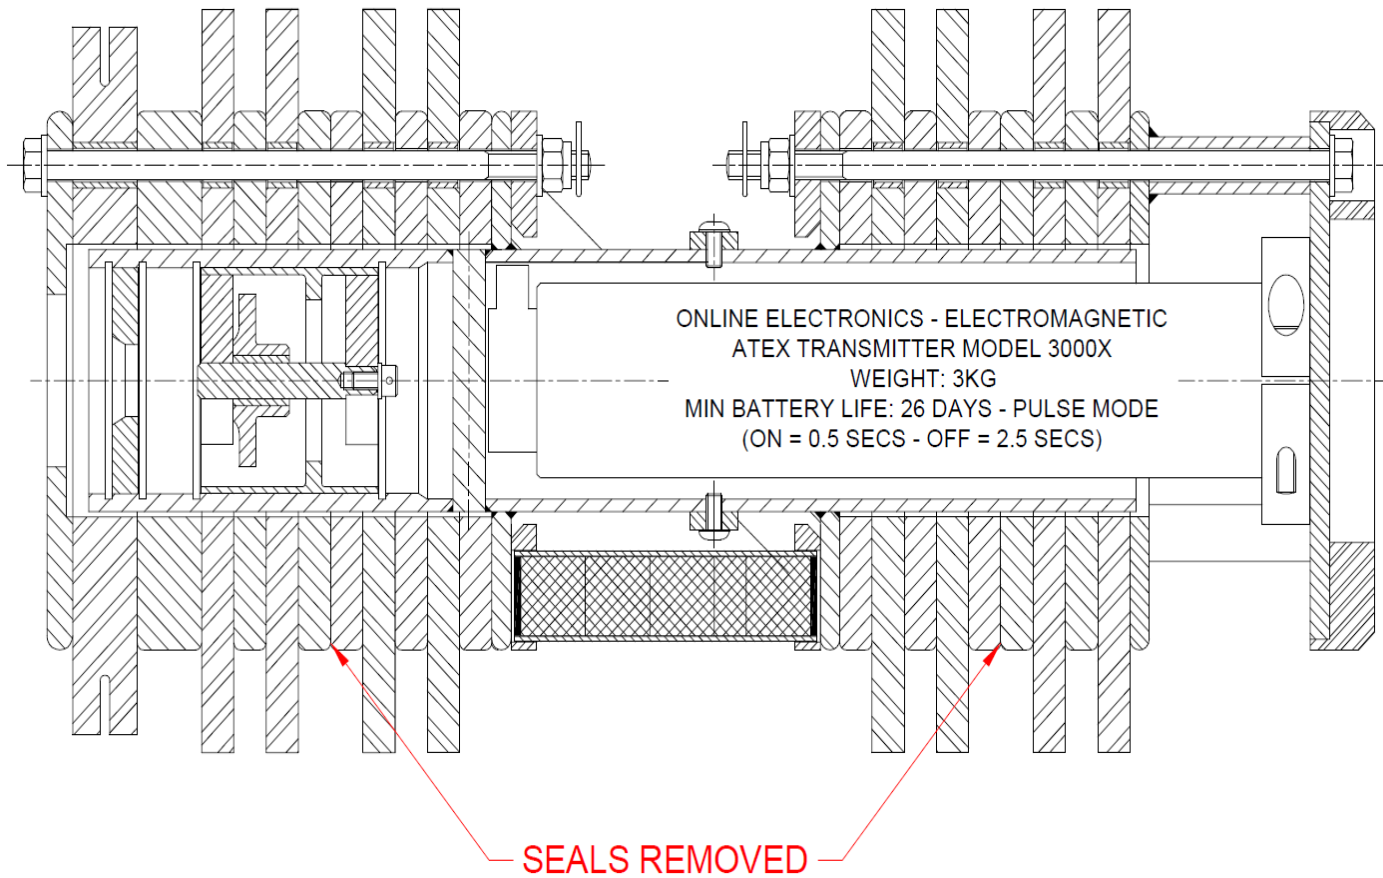 ONLINE ELECTRONICS - ELECTROMAGNETIC
ATEX TRANSMITTER MODEL 3000X
WEIGHT: 3KG
MIN BATTERY LIFE: 26 DAYS - PULSE MODE
(ON = 0.5 SECS - OFF = 2.5 SECS)
SEALS REMOVED